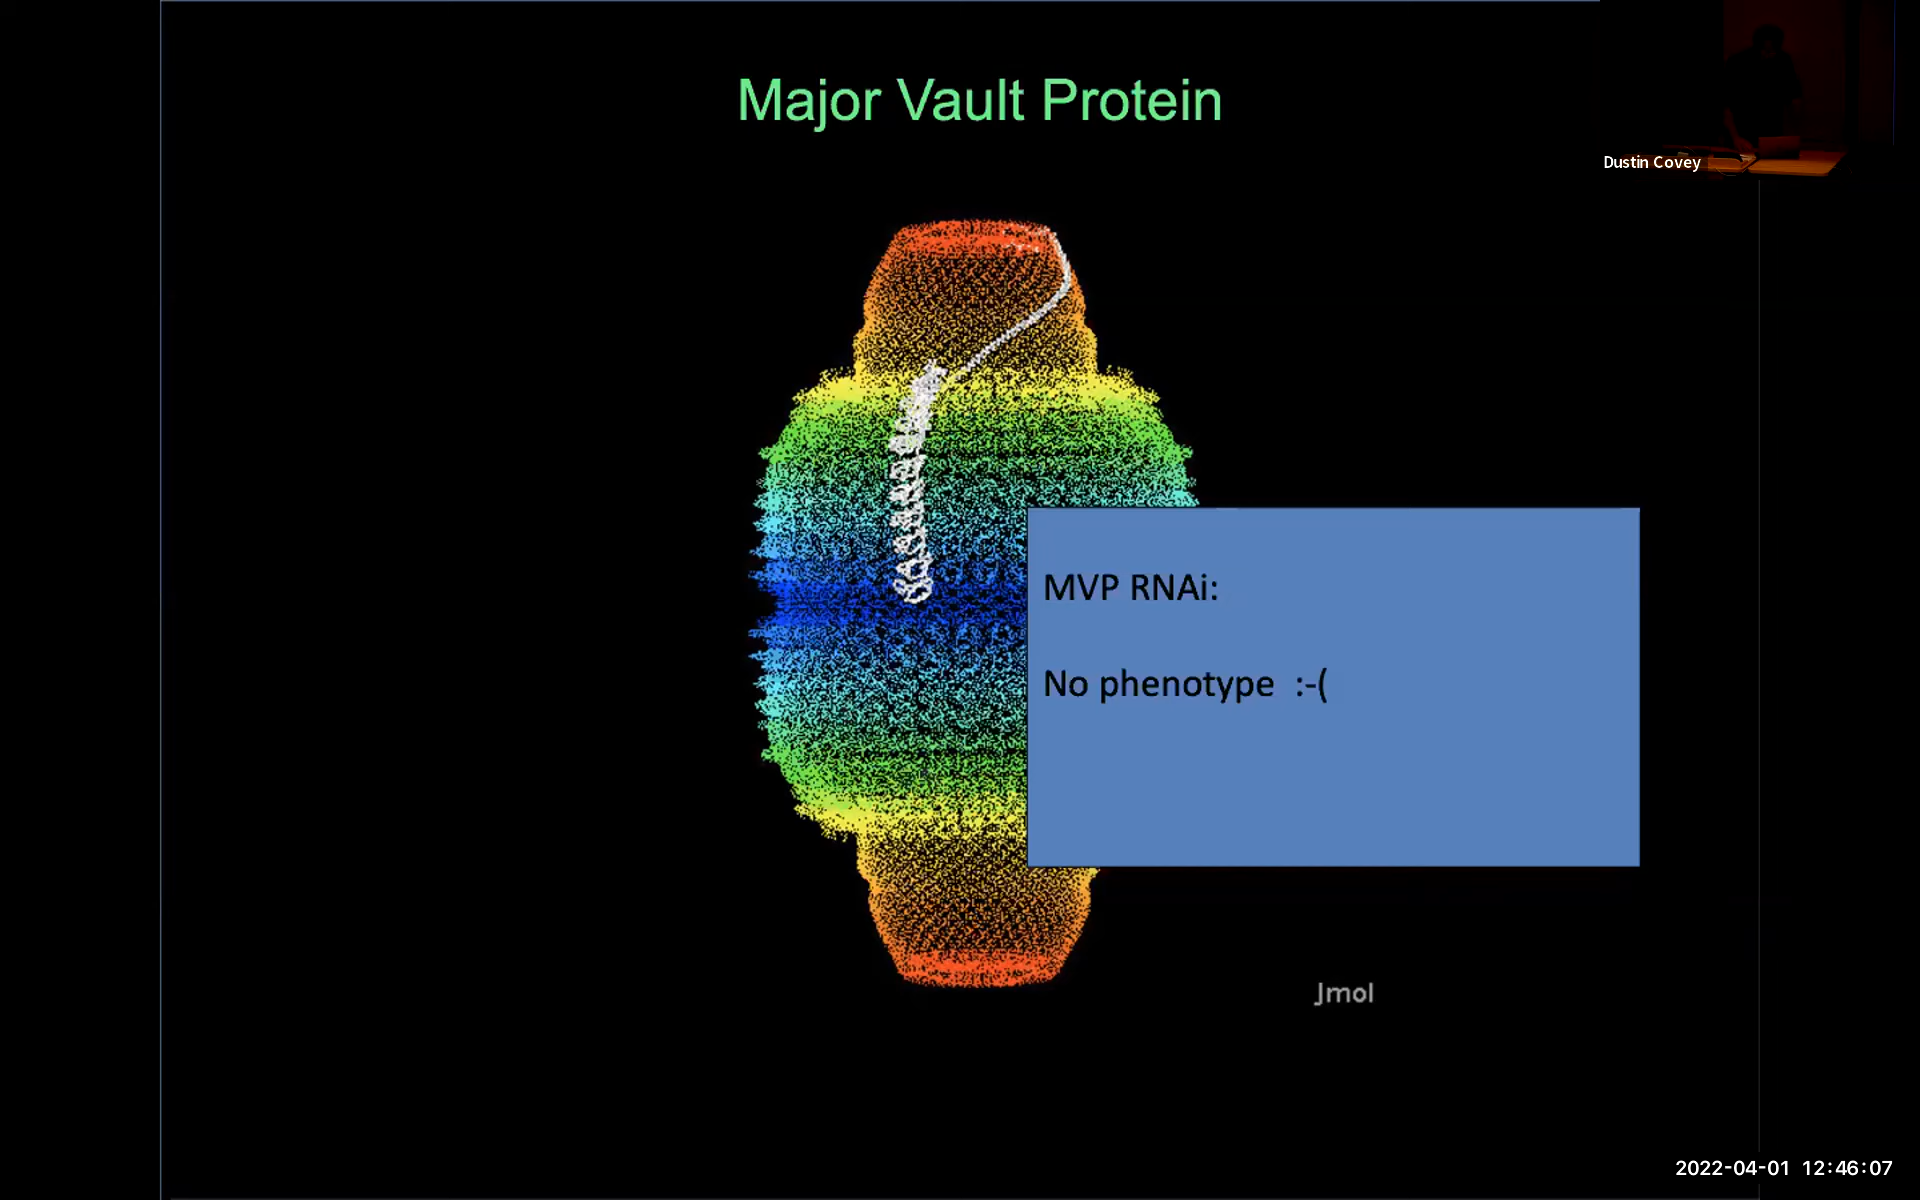 Major Vault Protein
Dustin Covey
MVP RNAi:
No phenotype :-(
Jmol
2022-04-01 12:46:07